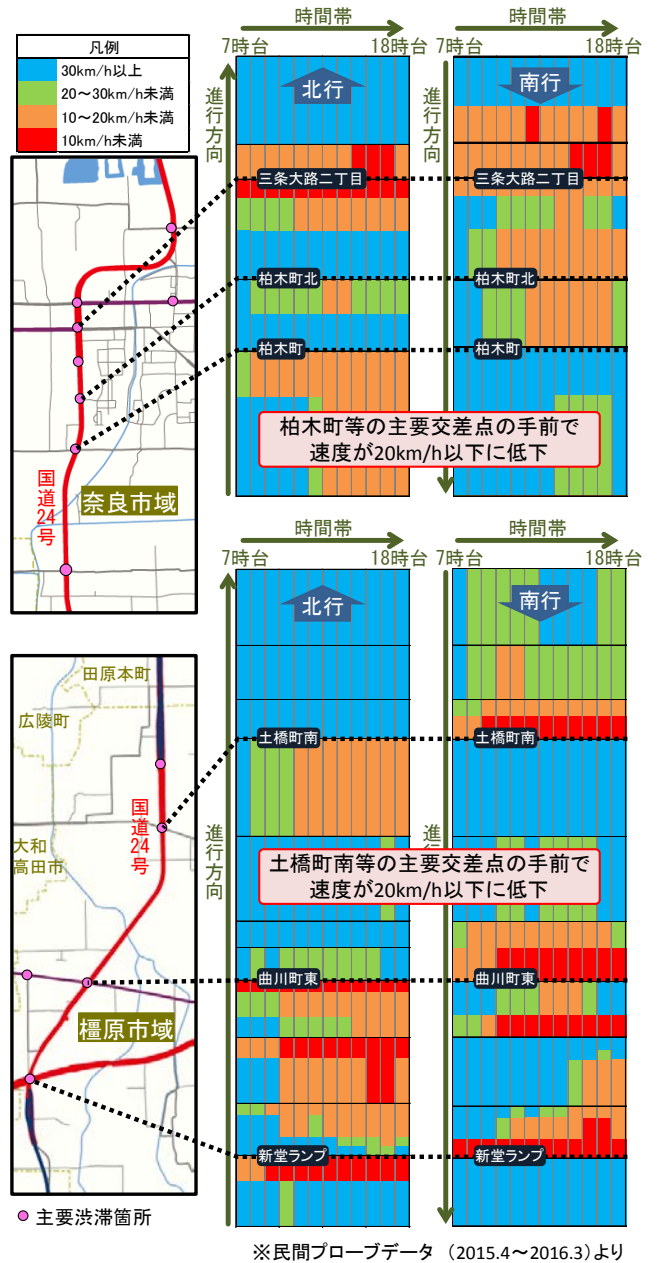 凡例
30km/h以上
20～30km/h未満
10～20km/h未満
10km/h未満
時間帯
7時台
18時台
進行方向
北行
三条大路二丁目
柏木町北
柏木町
時間帯
7時台
18時台
進行方向
南行
三条大路二丁目
柏木町北
柏木町
柏木町等の主要交差点の手前で
速度が20km/h以下に低下
国道24号
奈良市域
時間帯
7時台
18時台
進行方向
北行
土橋町南
曲川町東
新堂ランプ
時間帯
7時台
18時台
進
南行
土橋町南
曲川町東
新堂ランプ
土橋町南等の主要交差点の手前で
速度が20km/h以下に低下
田原本町
広陵町
国道24号
大和
高田市
橿原市域
主要渋滞箇所
※民間プローブデータ （2015.4～2016.3）より